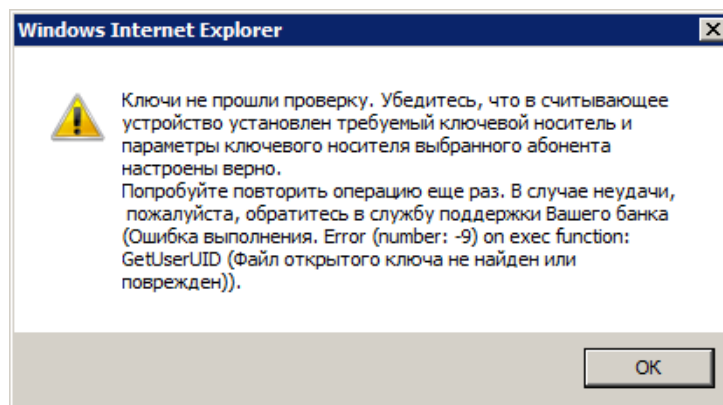 Windows Internet Explorer
Ключи не прошли проверку. Убедитесь, что в считывающее
устройство установлен требуемый ключевой носитель и
параметры ключевого носителя выбранного абонента
настроены верно.
Попробуйте повторить операцию еще раз. В случае неудачи,
пожалуйста, обратитесь в службу поддержки Вашего банка
(Ошибка выполнения. Error (number: -9) on exec function:
GetUserUID (Файл открытого ключа не найден или
поврежден)).
OK